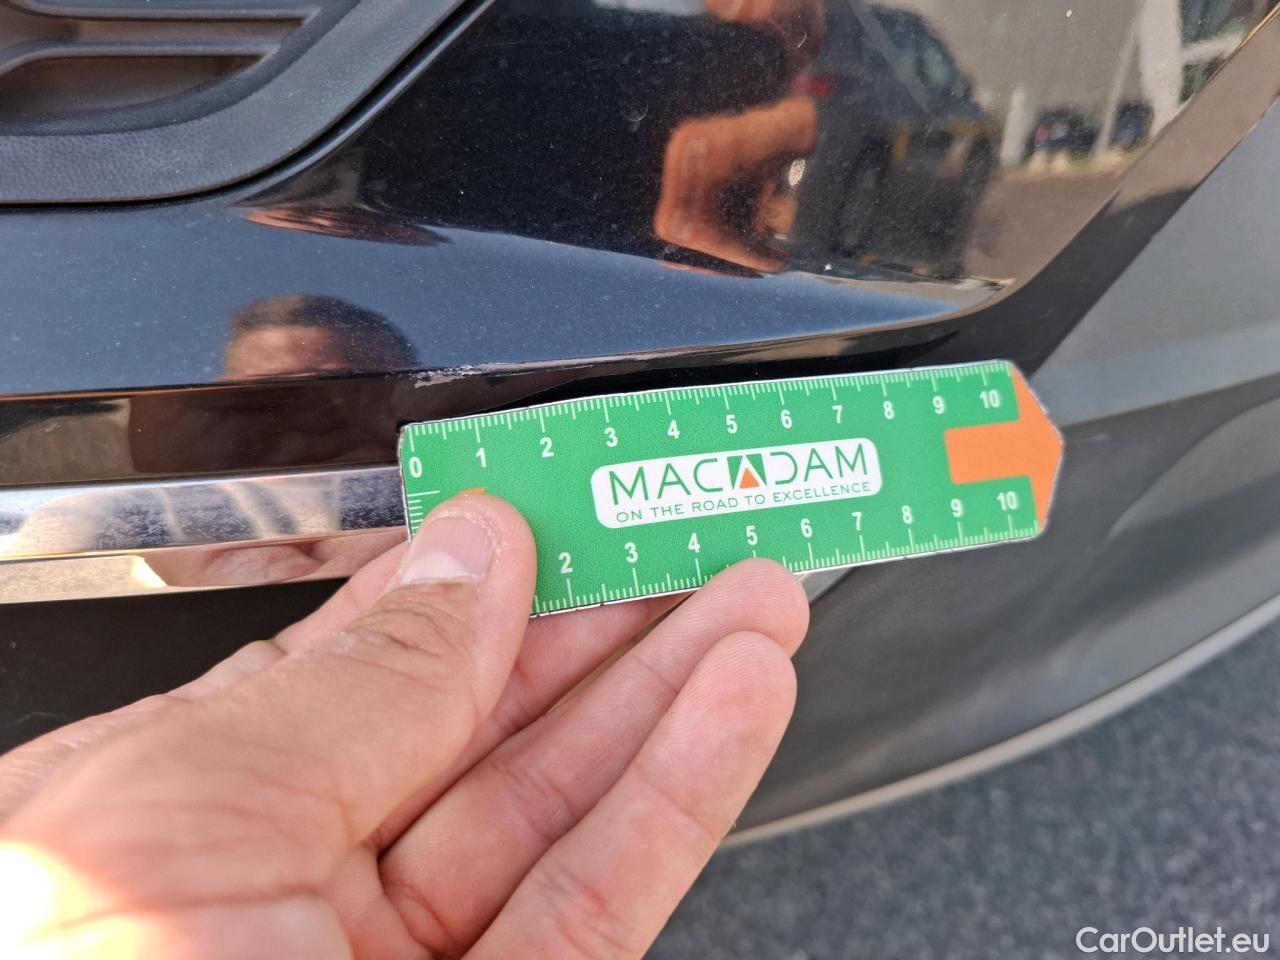 0 1 2 3 4 5 6 7 8 9 10
MACADAM
ON THE ROAD TO EXCELLENCE
2 3 4 5 6 7 8 9 10
CarOutlet.eu